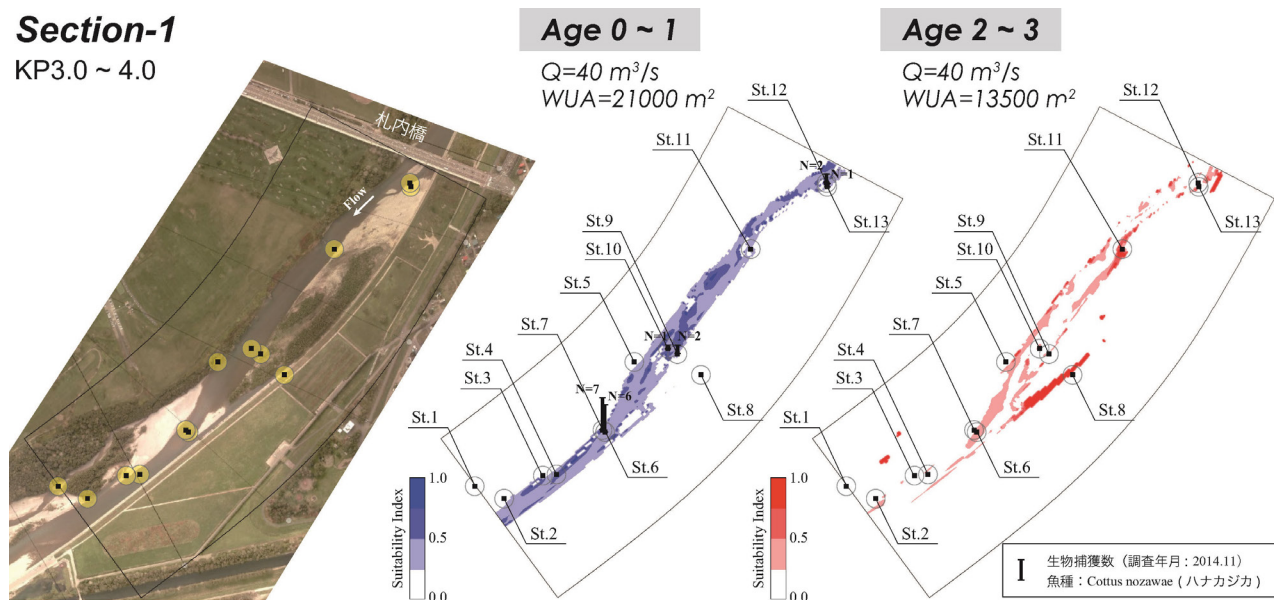 Section-1
KP3.0 ~ 4.0
札内橋
Flow
Age 0 ~ 1
Q=40 m³/s
WUA=21000 m²
St.12
St.11
N=2
N=1
St.9
St.13
St.10
St.5
St.7
N=1
N=2
St.4
N=7
N=6
St.3
St.8
St.1
St.6
St.2
Suitability Index
1.0
0.5
0.0
Age 2 ~ 3
Q=40 m³/s
WUA=13500 m²
St.12
St.11
St.9
St.13
St.10
St.5
St.7
St.4
St.3
St.8
St.1
St.6
St.2
Suitability Index
1.0
0.5
0.0
I 生物捕獲数（調査年月：2014.11）
魚種：Cottus nozawae ( ハナカジカ )